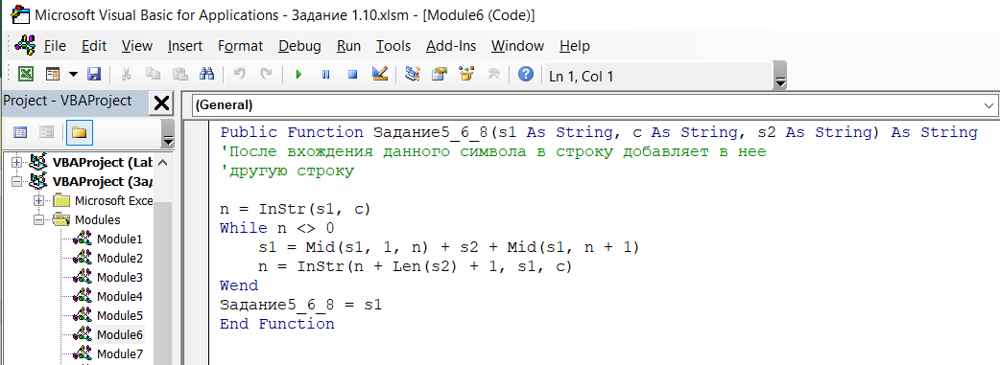 Microsoft Visual Basic for Applications - Задание 1.10.xlsm - [Module6 (Code)]
File Edit View Insert Format Debug Run Tools Add-Ins Window Help
Ln 1, Col 1
Project - VBAProject
(General)
VBAProject (Lab
VBAProject (Зад
Microsoft Exce
Modules
Module1
Module2
Module3
Module4
Module5
Module6
Module7
Public Function Задание5_6_8(s1 As String, c As String, s2 As String) As String
'После вхождения данного символа в строку добавляет в нее
'другую строку
n = InStr(s1, c)
While n <> 0
s1 = Mid(s1, 1, n) + s2 + Mid(s1, n + 1)
n = InStr(n + Len(s2) + 1, s1, c)
Wend
Задание5_6_8 = s1
End Function